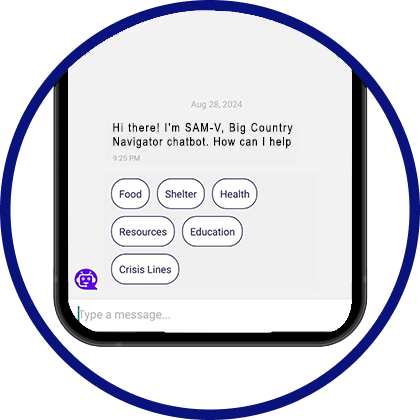 Aug 28, 2024
Hi there! I'm SAM-V, Big Country
Navigator chatbot. How can I help
9:25 PM
Food Shelter Health
Resources Education
Crisis Lines
Type a message...